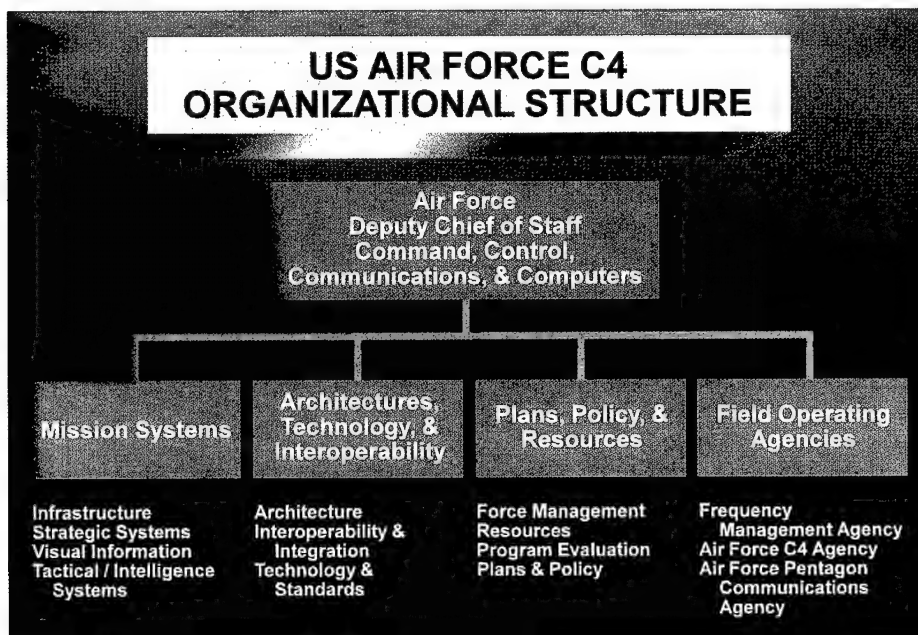 US AIR FORCE C4
ORGANIZATIONAL STRUCTURE
Air Force
Deputy Chief of Staff
Command, Control,
Communications, & Computers
Mission Systems
Architectures,
Technology, &
Interoperability
Plans, Policy, &
Resources
Field Operating
Agencies
Infrastructure
Strategic Systems
Visual Information
Tactical / Intelligence
Systems
Architecture
Interoperability &
Integration
Technology &
Standards
Force Management
Resources
Program Evaluation
Plans & Policy
Frequency
Management Agency
Air Force C4 Agency
Air Force Pentagon
Communications
Agency